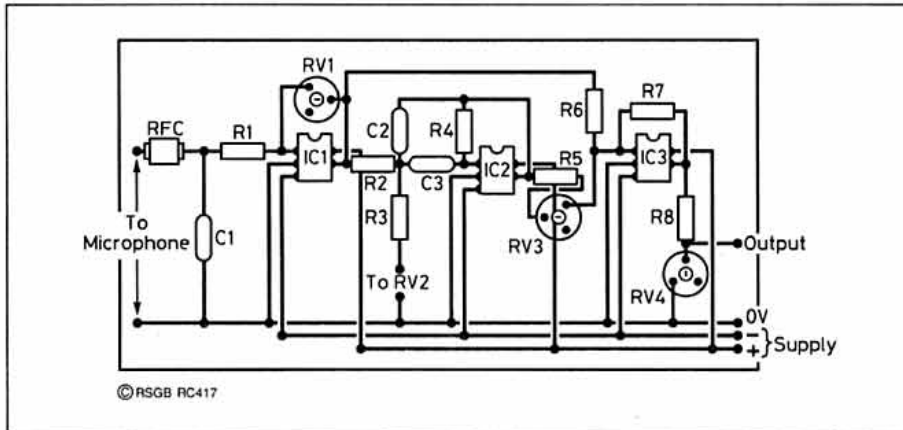 RV1
RFC
R1
IC1
C2
R4
R6
R7
R2
C3
IC2
R5
IC3
R3
RV3
R8
C1
To
Microphone
To RV2
Output
RV4
0V
−
+
Supply
© RSGB RC417